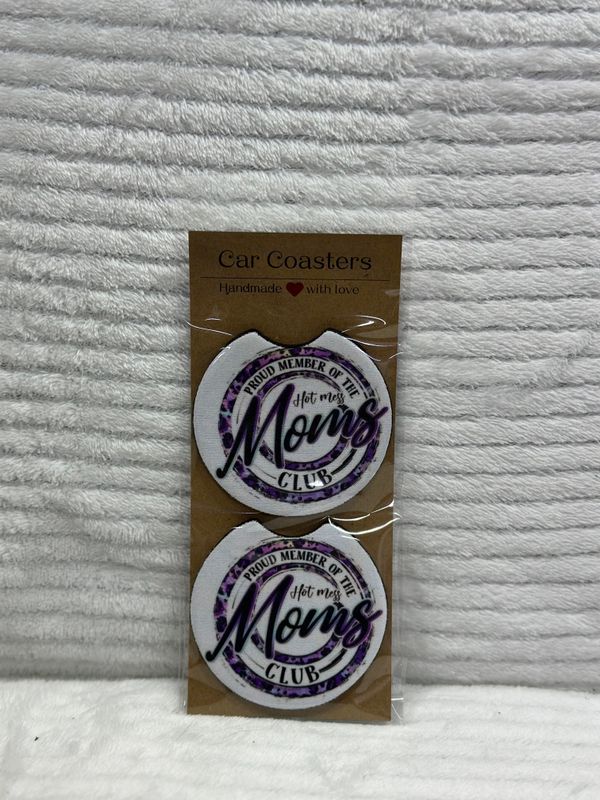 Car Coasters
Handmade ❤ with love
PROUD MEMBER OF THE
Hot mess
Moms
CLUB
PROUD MEMBER OF THE
Hot mess
Moms
CLUB